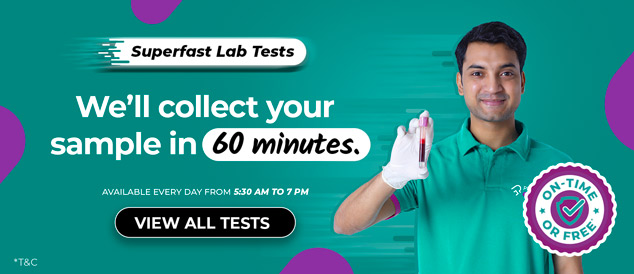 Superfast Lab Tests
We'll collect your
sample in 60 minutes.
AVAILABLE EVERY DAY FROM 5:30 AM TO 7 PM
VIEW ALL TESTS
ON-TIME
OR FREE*
*T&C